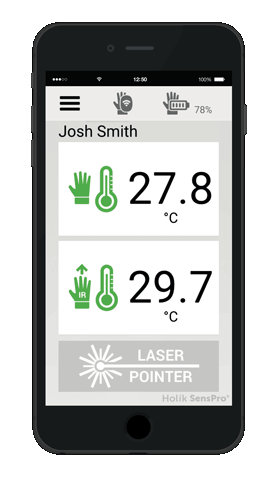 12:50
100%
78%
Josh Smith
27.8
°C
IR
29.7
°C
LASER
POINTER
Holik SensPro®